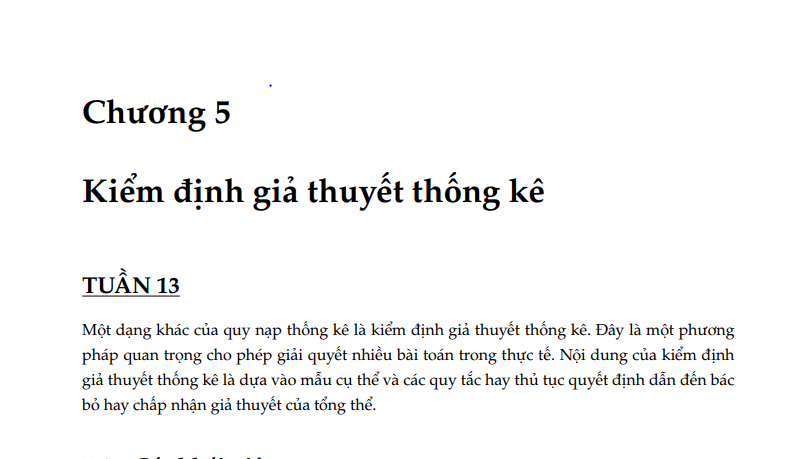 Chương 5
Kiểm định giả thuyết thống kê
TUẦN 13
Một dạng khác của quy nạp thống kê là kiểm định giả thuyết thống kê. Đây là một phương
pháp quan trọng cho phép giải quyết nhiều bài toán trong thực tế. Nội dung của kiểm định
giả thuyết thống kê là dựa vào mẫu cụ thể và các quy tắc hay thủ tục quyết định dẫn đến bác
bỏ hay chấp nhận giả thuyết của tổng thể.